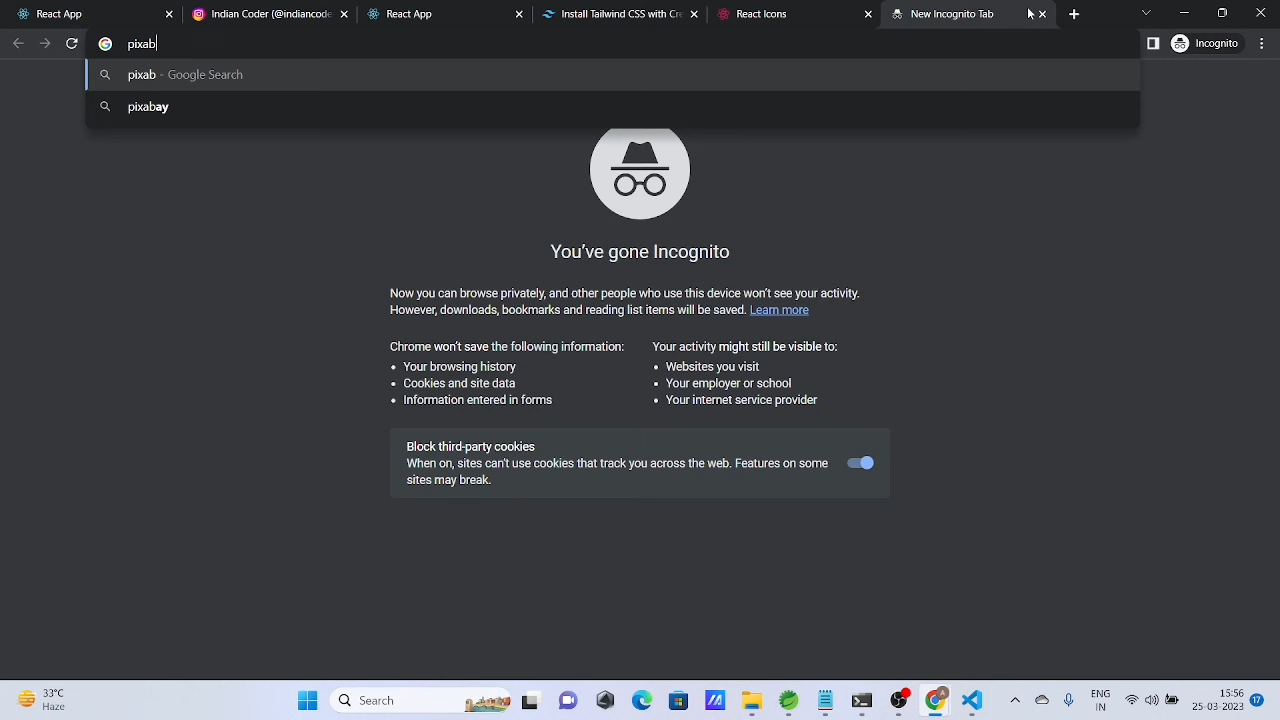 React App
Indian Coder (@indiancode
React App
Install Tailwind CSS with Cre
React Icons
New Incognito Tab
pixab
Incognito
pixab - Google Search
pixabay
You've gone Incognito
Now you can browse privately, and other people who use this device won't see your activity.
However, downloads, bookmarks and reading list items will be saved. Learn more
Chrome won't save the following information:
• Your browsing history
• Cookies and site data
• Information entered in forms
Your activity might still be visible to:
• Websites you visit
• Your employer or school
• Your internet service provider
Block third-party cookies
When on, sites can't use cookies that track you across the web. Features on some
sites may break.
33°C
Haze
Search
ENG
IN
15:56
25-03-2023
17